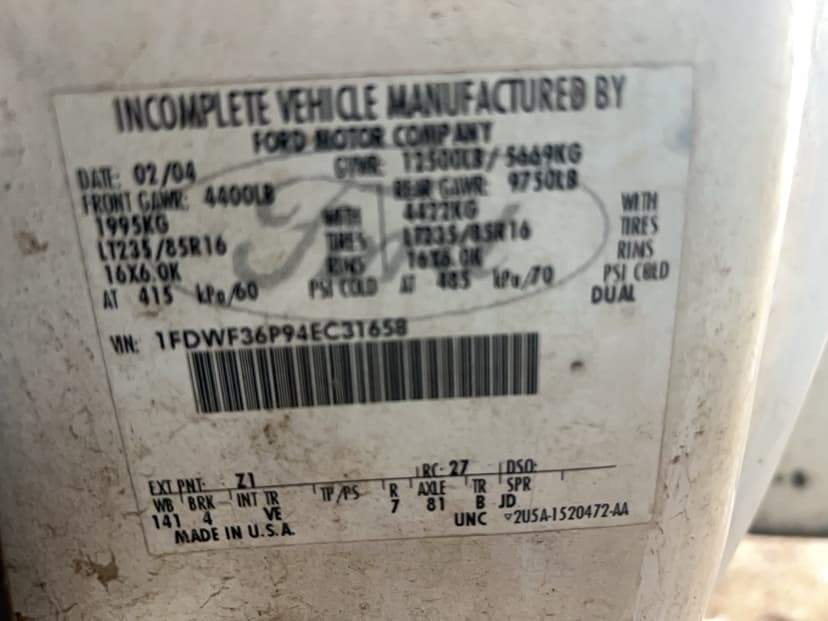 INCOMPLETE VEHICLE MANUFACTURED BY
FORD MOTOR COMPANY
DATE: 02/04 GVWR: 12500LB/5669KG
FRONT GAWR: 4400LB REAR GAWR: 9750LB
1995KG WITH 4422KG WITH
LT235/85R16 TIRES LT235/85R16 TIRES
16X6.0K RIMS 16X6.0K RIMS
AT 415 kPa/60 PSI COLD AT 485 kPa/70 PSI COLD
DUAL
VIN: 1FDWF36P94EC31658
EXT PNT: Z1 RC: 27 DSO:
WB BRK INT TR TP/PS R AXLE TR SPR
141 4 VE 7 81 B JD
MADE IN U.S.A. UNC ▽2U5A-1520472-AA